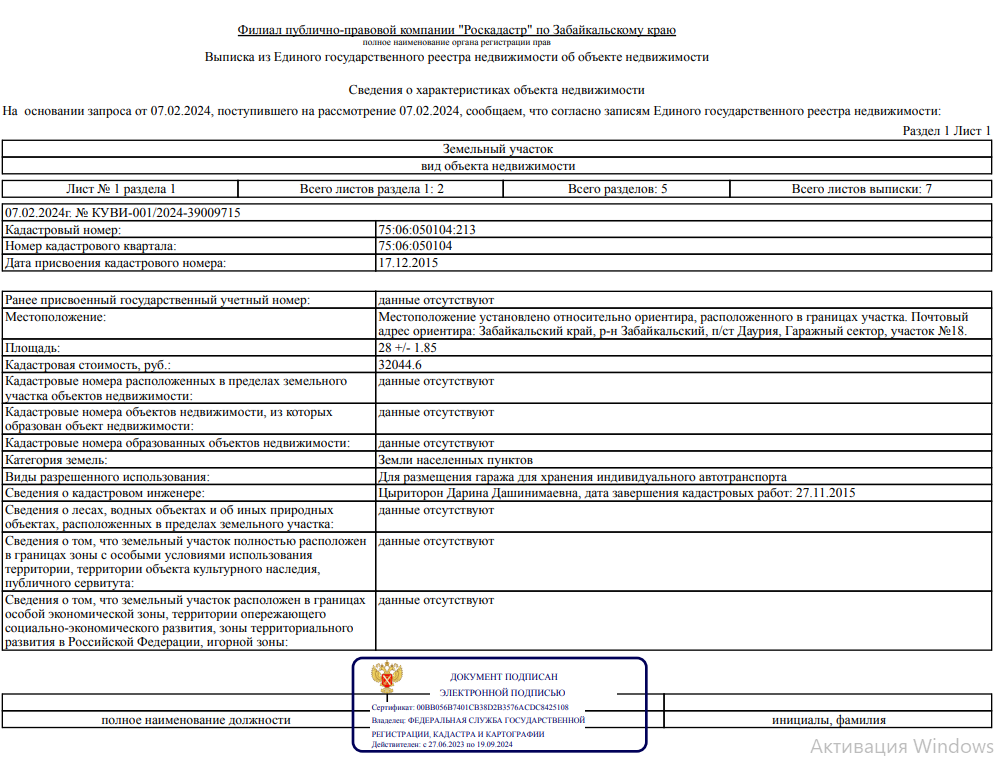 Филиал публично-правовой компании "Роскадастр" по Забайкальскому краю
полное наименование органа регистрации прав
Выписка из Единого государственного реестра недвижимости об объекте недвижимости
Сведения о характеристиках объекта недвижимости
На основании запроса от 07.02.2024, поступившего на рассмотрение 07.02.2024, сообщаем, что согласно записям Единого государственного реестра недвижимости:
Раздел 1 Лист 1
Земельный участок
вид объекта недвижимости
Лист № 1 раздела 1 Всего листов раздела 1: 2 Всего разделов: 5 Всего листов выписки: 7
07.02.2024г. № КУВИ-001/2024-39009715
Кадастровый номер: 75:06:050104:213
Номер кадастрового квартала: 75:06:050104
Дата присвоения кадастрового номера: 17.12.2015
Ранее присвоенный государственный учетный номер: данные отсутствуют
Местоположение: Местоположение установлено относительно ориентира, расположенного в границах участка. Почтовый
адрес ориентира: Забайкальский край, р-н Забайкальский, п/ст Даурия, Гаражный сектор, участок №18.
Площадь: 28 +/- 1.85
Кадастровая стоимость, руб.: 32044.6
Кадастровые номера расположенных в пределах земельного данные отсутствуют
участка объектов недвижимости:
Кадастровые номера объектов недвижимости, из которых данные отсутствуют
образован объект недвижимости:
Кадастровые номера образованных объектов недвижимости: данные отсутствуют
Категория земель: Земли населенных пунктов
Виды разрешенного использования: Для размещения гаража для хранения индивидуального автотранспорта
Сведения о кадастровом инженере: Цыриторон Дарина Дашинимаевна, дата завершения кадастровых работ: 27.11.2015
Сведения о лесах, водных объектах и об иных природных данные отсутствуют
объектах, расположенных в пределах земельного участка:
Сведения о том, что земельный участок полностью расположен данные отсутствуют
в границах зоны с особыми условиями использования
территории, территории объекта культурного наследия,
публичного сервитута:
Сведения о том, что земельный участок расположен в границах данные отсутствуют
особой экономической зоны, территории опережающего
социально-экономического развития, зоны территориального
развития в Российской Федерации, игорной зоны:
ДОКУМЕНТ ПОДПИСАН
ЭЛЕКТРОННОЙ ПОДПИСЬЮ
Сертификат: 00BB056B7401CB38D2B3576ACDC8425108
Владелец: ФЕДЕРАЛЬНАЯ СЛУЖБА ГОСУДАРСТВЕННОЙ
РЕГИСТРАЦИИ, КАДАСТРА И КАРТОГРАФИИ
Действителен: с 27.06.2023 по 19.09.2024
полное наименование должности инициалы, фамилия
Активация Windows